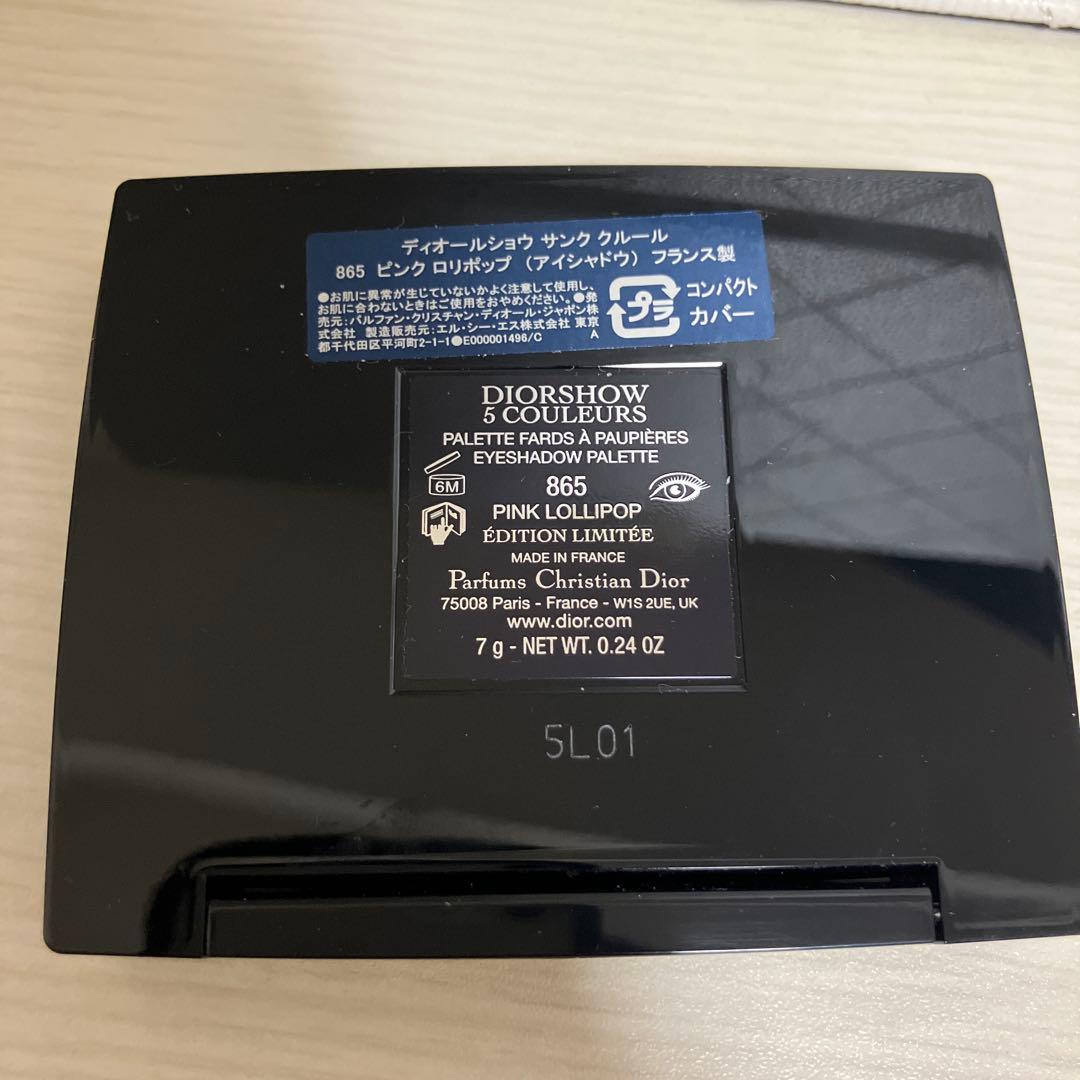 ディオールショウ サンク クルール
865 ピンク ロリポップ （アイシャドウ） フランス製
●お肌に異常が生じていないかよく注意して使用し、
お肌に合わないときはご使用をおやめください。●発
売元：パルファン・クリスチャン・ディオール・ジャポン株
式会社 製造販売元：エル・シー・エス株式会社 東京
都千代田区平河町2-1-1●E000001496/C
A
プラ
コンパクト
カバー
DIORSHOW
5 COULEURS
PALETTE FARDS À PAUPIÈRES
EYESHADOW PALETTE
6M
865
PINK LOLLIPOP
ÉDITION LIMITÉE
MADE IN FRANCE
Parfums Christian Dior
75008 Paris - France - W1S 2UE, UK
www.dior.com
7 g - NET WT. 0.24 OZ
5L01